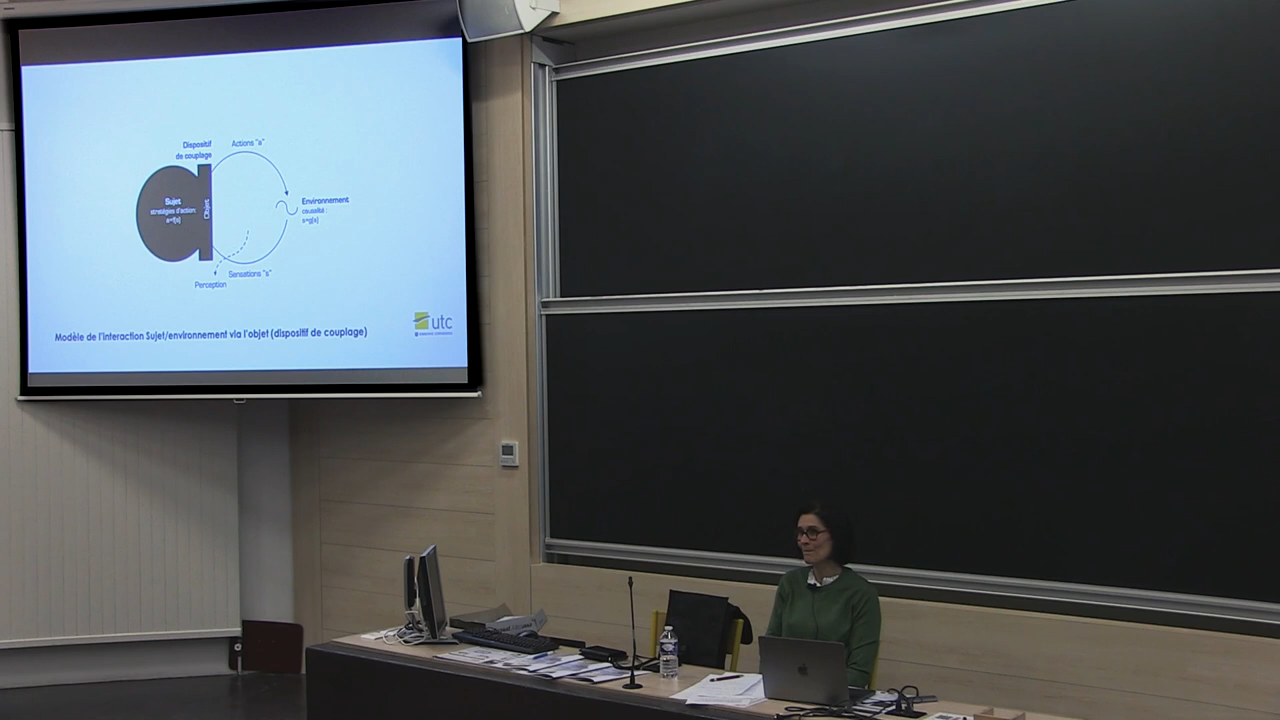 Dispositif
de couplage
Actions "a"
Sujet
stratégies d'action:
a=f(s)
Objet
Environnement
causalité :
s=g(a)
Sensations "s"
Perception
utc
Modèle de l'interaction Sujet/environnement via l'objet (dispositif de couplage)